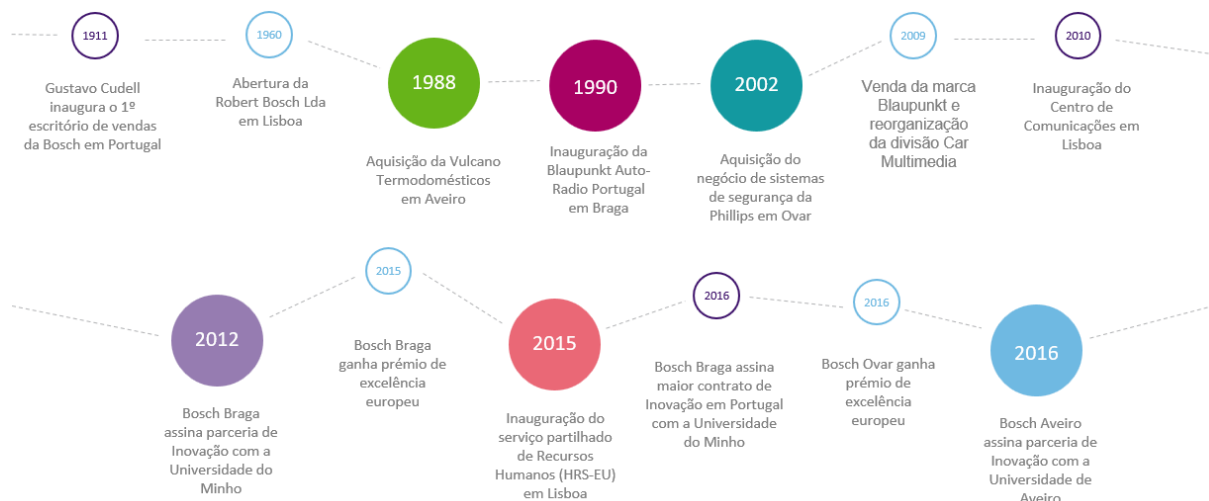 1911
Gustavo Cudell
inaugura o 1º
escritório de vendas
da Bosch em Portugal
1960
Abertura da
Robert Bosch Lda
em Lisboa
1988
Aquisição da Vulcano
Termodomésticos
em Aveiro
1990
Inauguração da
Blaupunkt Auto-
Radio Portugal
em Braga
2002
Aquisição do
negócio de sistemas
de segurança da
Phillips em Ovar
2009
Venda da marca
Blaupunkt e
reorganização
da divisão Car
Multimedia
2010
Inauguração do
Centro de
Comunicações em
Lisboa
2012
Bosch Braga
assina parceria de
Inovação com a
Universidade do
Minho
2015
Bosch Braga
ganha prémio de
excelência
europeu
2015
Inauguração do
serviço partilhado
de Recursos
Humanos (HRS-EU)
em Lisboa
2016
Bosch Braga assina
maior contrato de
Inovação em Portugal
com a Universidade
do Minho
2016
Bosch Ovar ganha
prémio de
excelência
europeu
2016
Bosch Aveiro
assina parceria de
Inovação com a
Universidade de
Aveiro